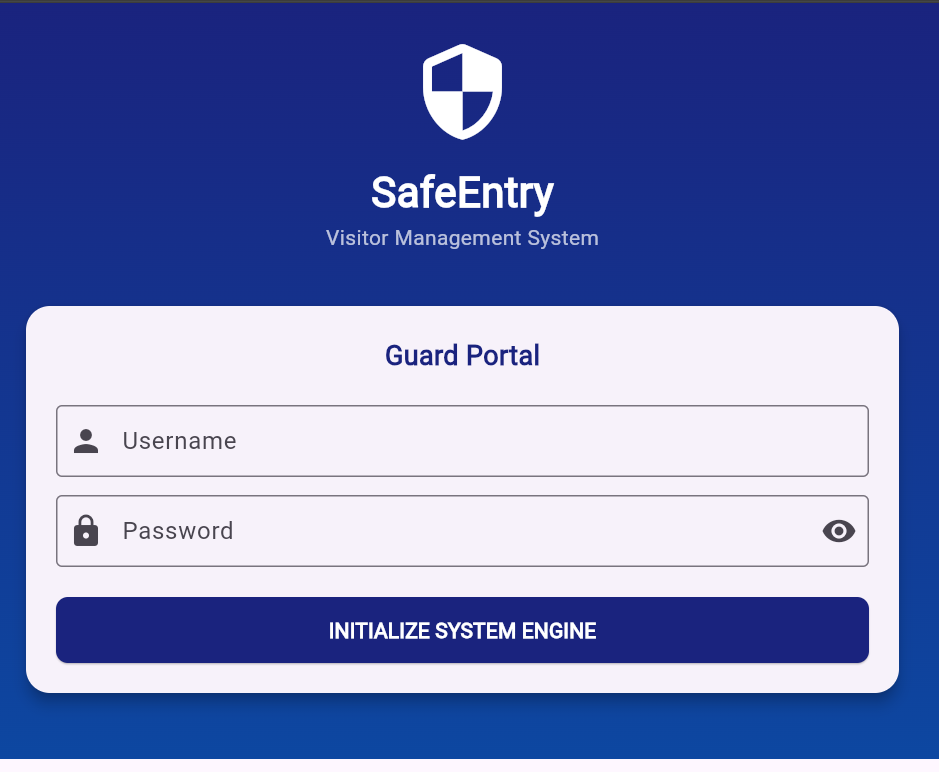 SafeEntry
Visitor Management System
Guard Portal
Username
Password
INITIALIZE SYSTEM ENGINE